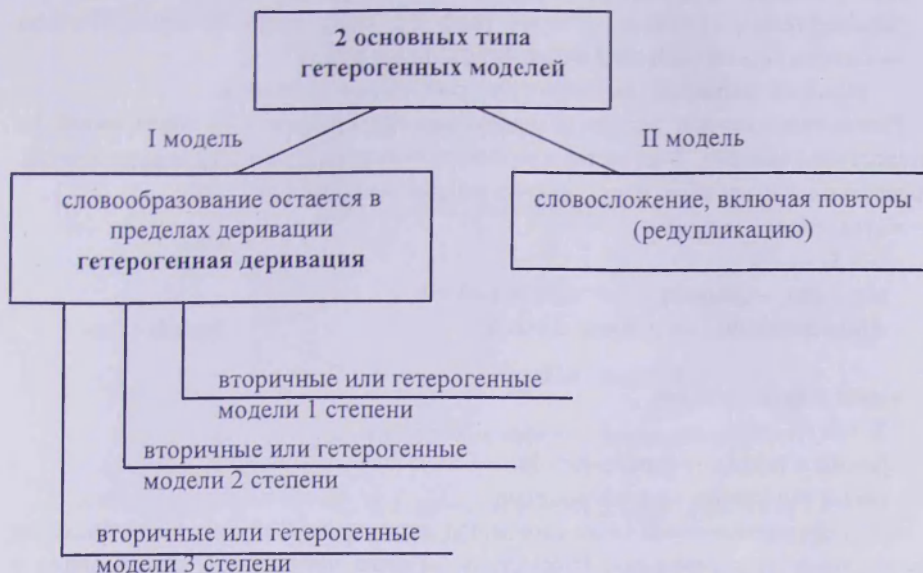 2 основных типа
гетерогенных моделей
I модель
II модель
словообразование остается в
пределах деривации
гетерогенная деривация
словосложение, включая повторы
(редупликацию)
вторичные или гетерогенные
модели 1 степени
вторичные или гетерогенные
модели 2 степени
вторичные или гетерогенные
модели 3 степени